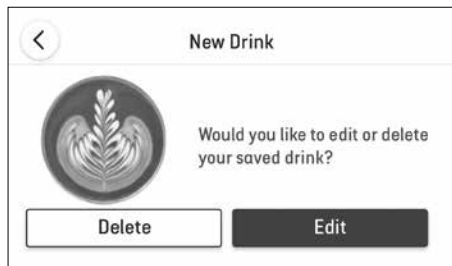 New Drink
Would you like to edit or delete
your saved drink?
Delete
Edit